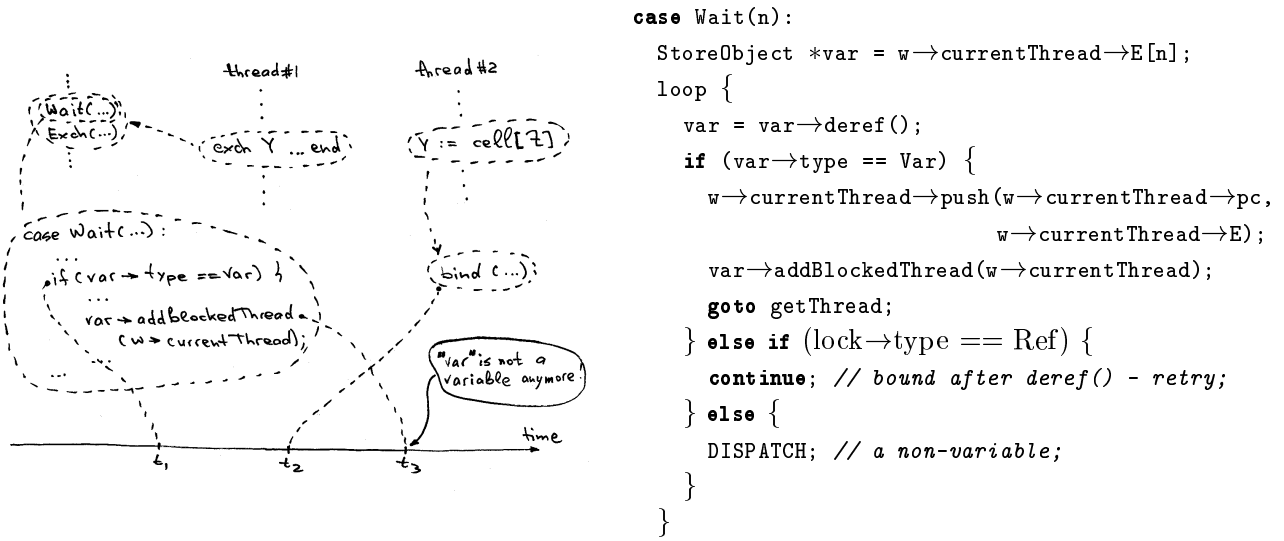 thread#1
thread#2
Wait(...)
Exch(...)
exch Y ... end
Y := cell[Z]
case Wait(...):
...
if (var → type == Var) {
...
var → addBlockedThread
(w → currentThread);
...
...
bind (...);
"var" is not a
variable anymore!
time
t₁
t₂
t₃
case Wait(n):
StoreObject *var = w→currentThread→E[n];
loop {
var = var→deref();
if (var→type == Var) {
w→currentThread→push(w→currentThread→pc,
w→currentThread→E);
var→addBlockedThread(w→currentThread);
goto getThread;
} else if (lock→type == Ref) {
continue; // bound after deref() - retry;
} else {
DISPATCH; // a non-variable;
}
}